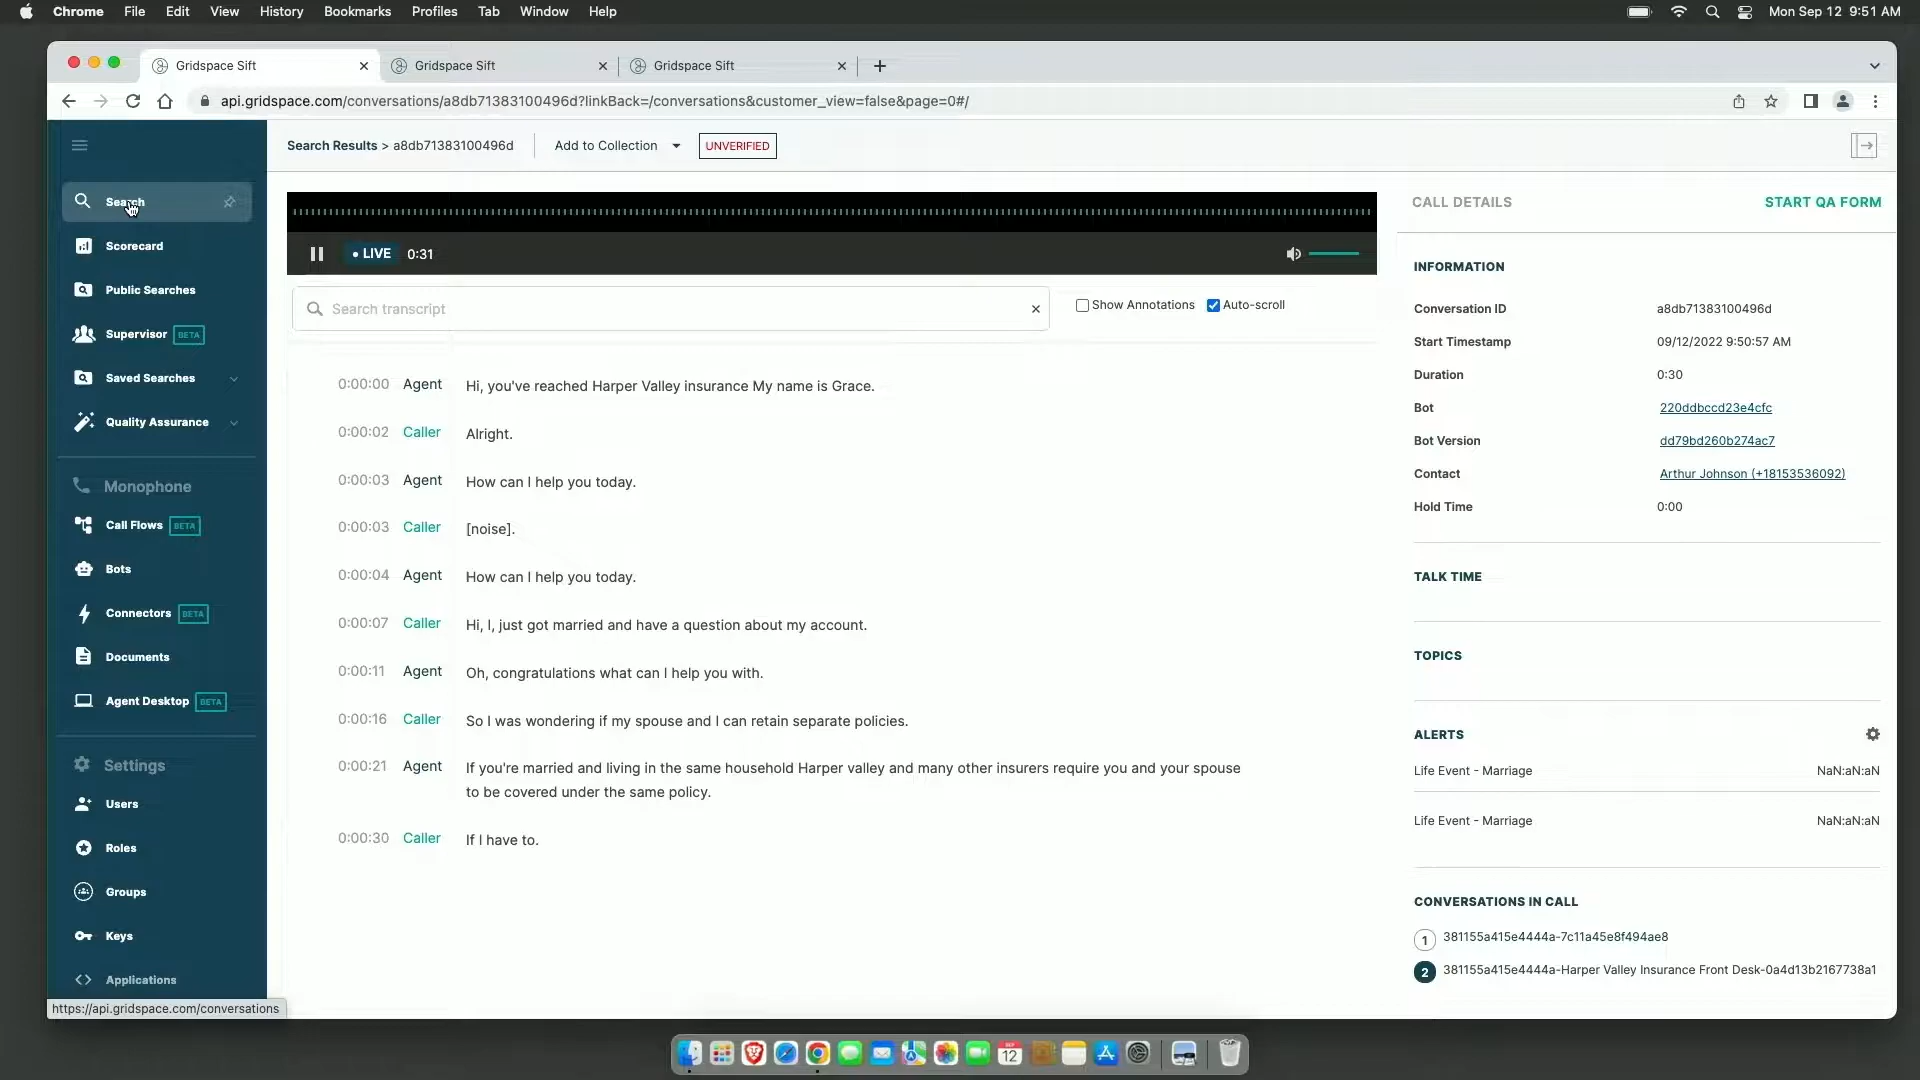 Chrome File Edit View History Bookmarks Profiles Tab Window Help Mon Sep 12 9:51 AM
Gridspace Sift Gridspace Sift Gridspace Sift
api.gridspace.com/conversations/a8db71383100496d?linkBack=/conversations&customer_view=false&page=0#/
Search Results > a8db71383100496d Add to Collection UNVERIFIED
Search
Scorecard
Public Searches
Supervisor BETA
Saved Searches
Quality Assurance
Monophone
Call Flows BETA
Bots
Connectors BETA
Documents
Agent Desktop BETA
Settings
Users
Roles
Groups
Keys
Applications
https://api.gridspace.com/conversations
• LIVE 0:31
Search transcript Show Annotations Auto-scroll
0:00:00 Agent Hi, you've reached Harper Valley insurance My name is Grace.
0:00:02 Caller Alright.
0:00:03 Agent How can I help you today.
0:00:03 Caller [noise].
0:00:04 Agent How can I help you today.
0:00:07 Caller Hi, I, just got married and have a question about my account.
0:00:11 Agent Oh, congratulations what can I help you with.
0:00:16 Caller So I was wondering if my spouse and I can retain separate policies.
0:00:21 Agent If you're married and living in the same household Harper valley and many other insurers require you and your spouse
to be covered under the same policy.
0:00:30 Caller If I have to.
CALL DETAILS START QA FORM
INFORMATION
Conversation ID a8db71383100496d
Start Timestamp 09/12/2022 9:50:57 AM
Duration 0:30
Bot 220ddbccd23e4cfc
Bot Version dd79bd260b274ac7
Contact Arthur Johnson (+18153536092)
Hold Time 0:00
TALK TIME
TOPICS
ALERTS
Life Event - Marriage NaN:aN:aN
Life Event - Marriage NaN:aN:aN
CONVERSATIONS IN CALL
1 381155a415e4444a-7c11a45e8f494ae8
2 381155a415e4444a-Harper Valley Insurance Front Desk-0a4d13b2167738a1
SEP
12